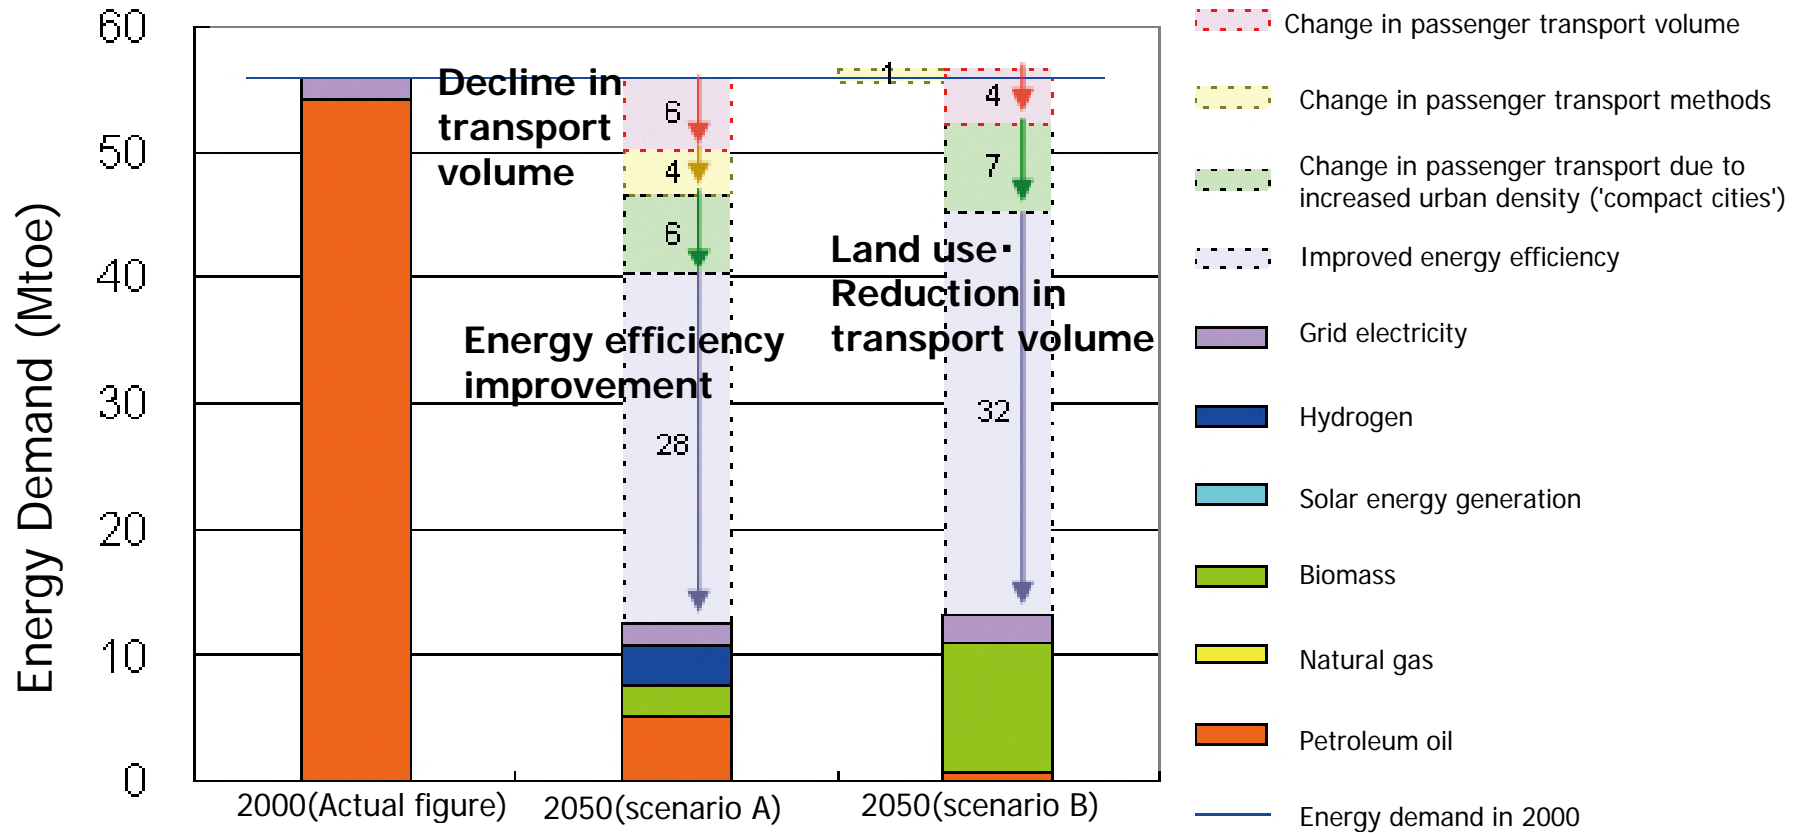 Energy Demand (Mtoe)
60
50
40
30
20
10
0
Decline in
transport
volume
Energy efficiency
improvement
Land use･
Reduction in
transport volume
6
4
6
28
1
4
7
32
2000(Actual figure)
2050(scenario A)
2050(scenario B)
Change in passenger transport volume
Change in passenger transport methods
Change in passenger transport due to
increased urban density ('compact cities')
Improved energy efficiency
Grid electricity
Hydrogen
Solar energy generation
Biomass
Natural gas
Petroleum oil
Energy demand in 2000